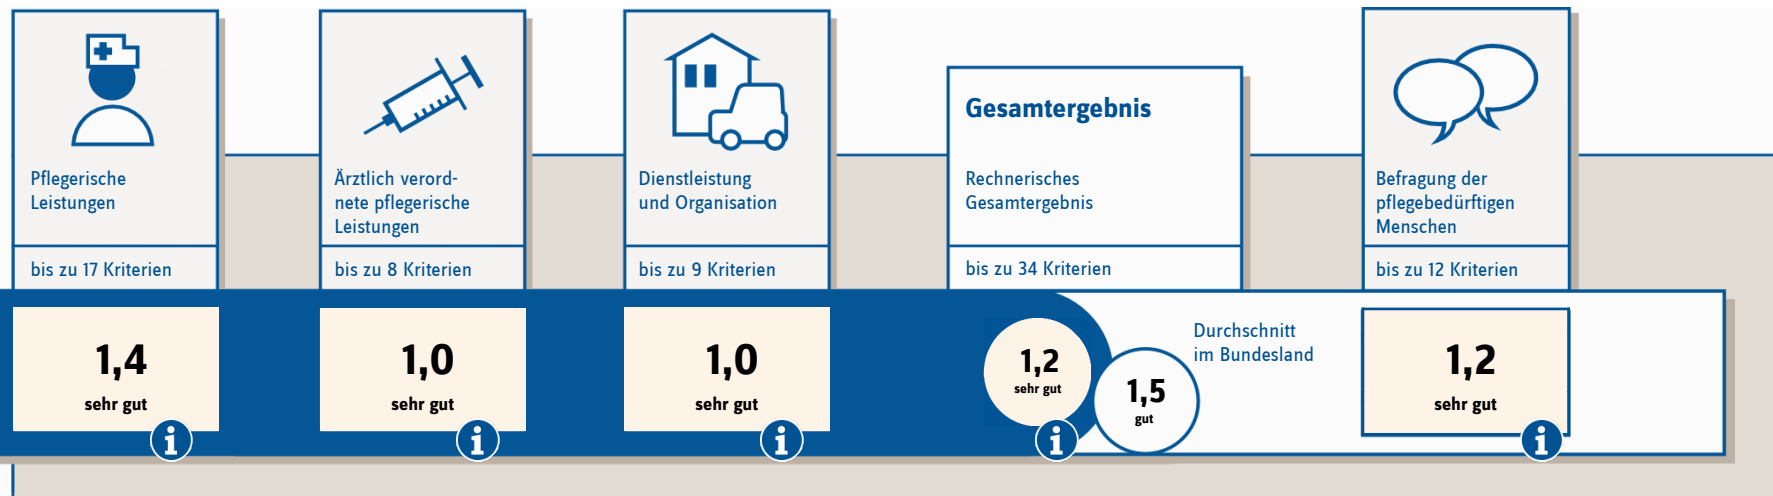 Pflegerische
Leistungen
bis zu 17 Kriterien
1,4
sehr gut
Ärztlich verord-
nete pflegerische
Leistungen
bis zu 8 Kriterien
1,0
sehr gut
Dienstleistung
und Organisation
bis zu 9 Kriterien
1,0
sehr gut
Gesamtergebnis
Rechnerisches
Gesamtergebnis
bis zu 34 Kriterien
1,2
sehr gut
1,5
gut
Durchschnitt
im Bundesland
Befragung der
pflegebedürftigen
Menschen
bis zu 12 Kriterien
1,2
sehr gut